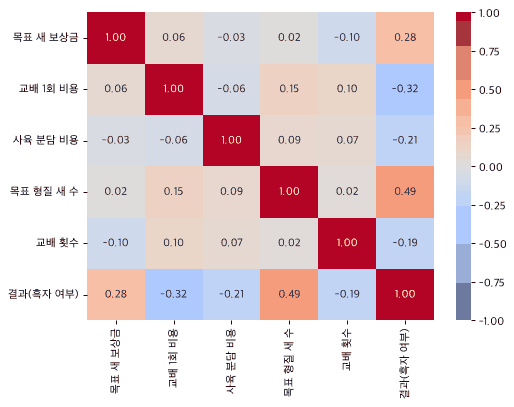 목표 새 보상금 1.00 0.06 -0.03 0.02 -0.10 0.28
교배 1회 비용 0.06 1.00 -0.06 0.15 0.10 -0.32
사육 분담 비용 -0.03 -0.06 1.00 0.09 0.07 -0.21
목표 형질 새 수 0.02 0.15 0.09 1.00 0.02 0.49
교배 횟수 -0.10 0.10 0.07 0.02 1.00 -0.19
결과(흑자 여부) 0.28 -0.32 -0.21 0.49 -0.19 1.00
목표 새 보상금
교배 1회 비용
사육 분담 비용
목표 형질 새 수
교배 횟수
결과(흑자 여부)
1.00
0.75
0.50
0.25
0.00
-0.25
-0.50
-0.75
-1.00